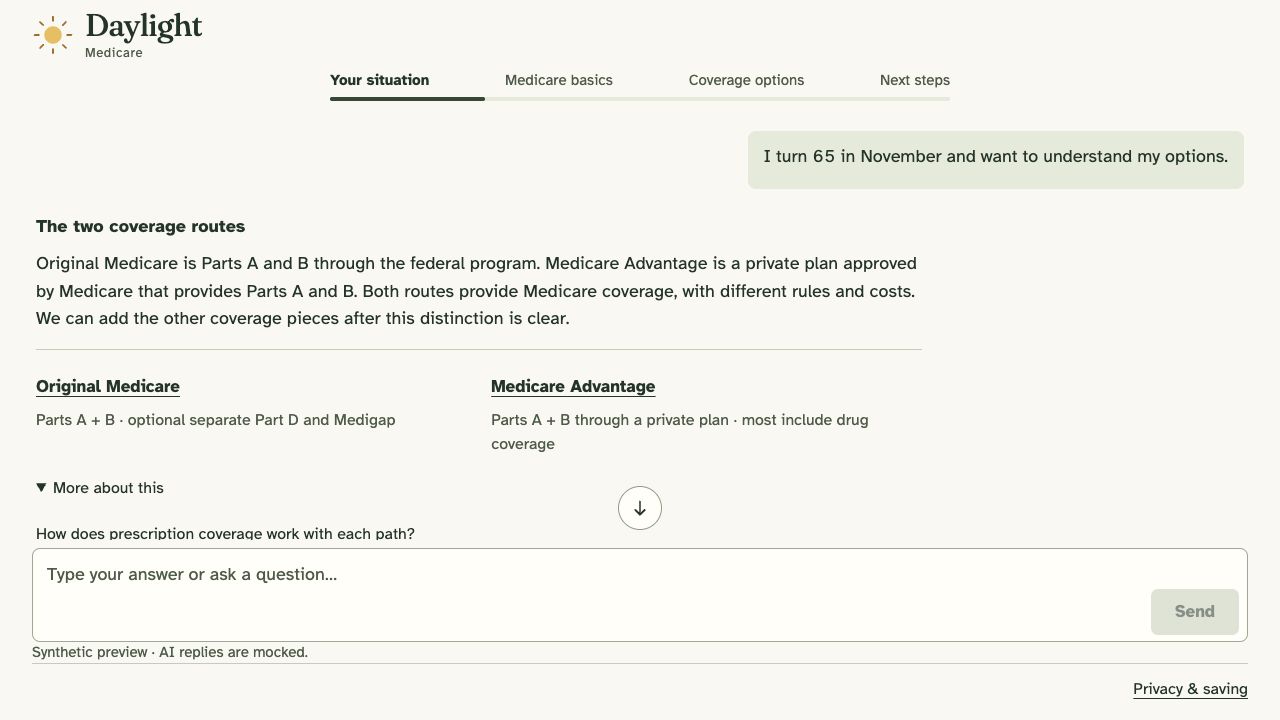 Daylight
Medicare
Your situation
Medicare basics
Coverage options
Next steps
I turn 65 in November and want to understand my options.
The two coverage routes
Original Medicare is Parts A and B through the federal program. Medicare Advantage is a private plan approved
by Medicare that provides Parts A and B. Both routes provide Medicare coverage, with different rules and costs.
We can add the other coverage pieces after this distinction is clear.
Original Medicare
Parts A + B · optional separate Part D and Medigap
Medicare Advantage
Parts A + B through a private plan · most include drug
coverage
▼ More about this
How does prescription coverage work with each path?
Type your answer or ask a question...
Send
Synthetic preview · AI replies are mocked.
Privacy & saving